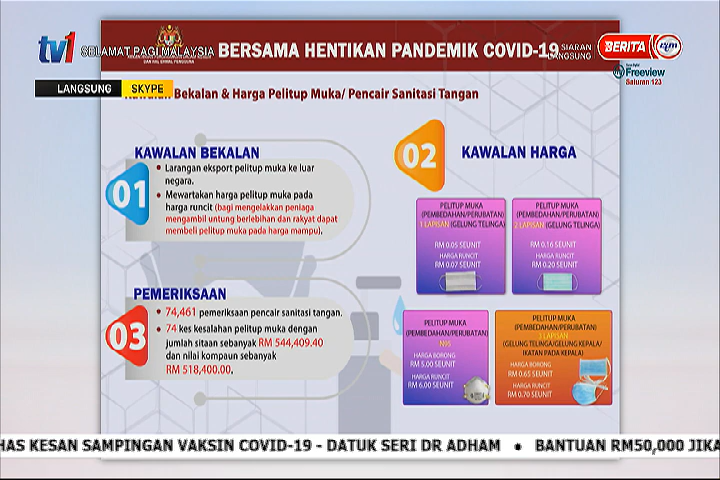 tv1
SELAMAT PAGI MALAYSIA
BERSAMA HENTIKAN PANDEMIK COVID-19
SIARAN
LANGSUNG
BERITA rtm
Freeview
Saluran 123
LANGSUNG SKYPE
Bekalan & Harga Pelitup Muka/ Pencair Sanitasi Tangan
01
KAWALAN BEKALAN
• Larangan eksport pelitup muka ke luar
negara.
• Mewartakan harga pelitup muka pada
harga runcit (bagi mengelakkan peniaga
mengambil untung berlebihan dan rakyat dapat
membeli pelitup muka pada harga mampu).
02
KAWALAN HARGA
PELITUP MUKA
(PEMBEDAHAN/PERUBATAN)
1 LAPISAN (GELUNG TELINGA)
RM 0.05 SEUNIT
HARGA RUNCIT
RM 0.07 SEUNIT
PELITUP MUKA
(PEMBEDAHAN/PERUBATAN)
2 LAPISAN (GELUNG TELINGA)
RM 0.16 SEUNIT
HARGA RUNCIT
RM 0.20 SEUNIT
03
PEMERIKSAAN
• 74,461 pemeriksaan pencair sanitasi tangan.
• 74 kes kesalahan pelitup muka dengan
jumlah sitaan sebanyak RM 544,409.40
dan nilai kompaun sebanyak
RM 518,400.00.
PELITUP MUKA
(PEMBEDAHAN/PERUBATAN)
N95
HARGA BORONG
RM 5.00 SEUNIT
HARGA RUNCIT
RM 6.00 SEUNIT
PELITUP MUKA
(PEMBEDAHAN/PERUBATAN)
3 LAPISAN
(GELUNG TELINGA/GELUNG KEPALA/
IKATAN PADA KEPALA)
HARGA BORONG
RM 0.65 SEUNIT
HARGA RUNCIT
RM 0.70 SEUNIT
HAS KESAN SAMPINGAN VAKSIN COVID-19 - DATUK SERI DR ADHAM • BANTUAN RM50,000 JIKA